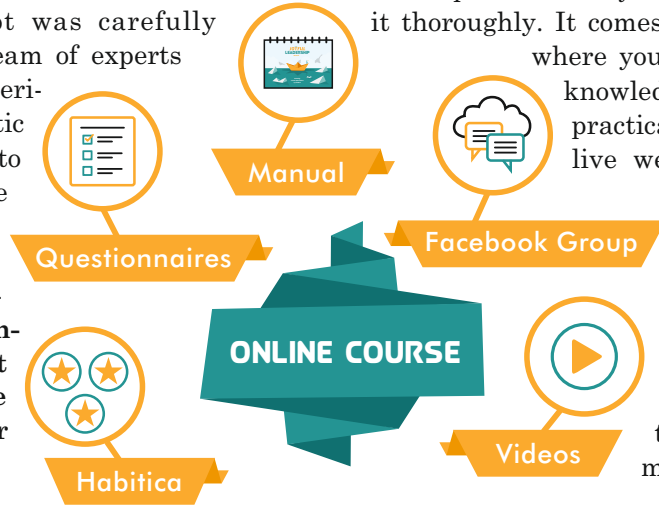 ot was carefully
eam of experts
eri-
tic
to
e
n-
t
e
r
it thoroughly. It comes
where you
knowled
practica
live we
t
m
LEADERSHIP
Manual
Questionnaires
Facebook Group
ONLINE COURSE
Habitica
Videos